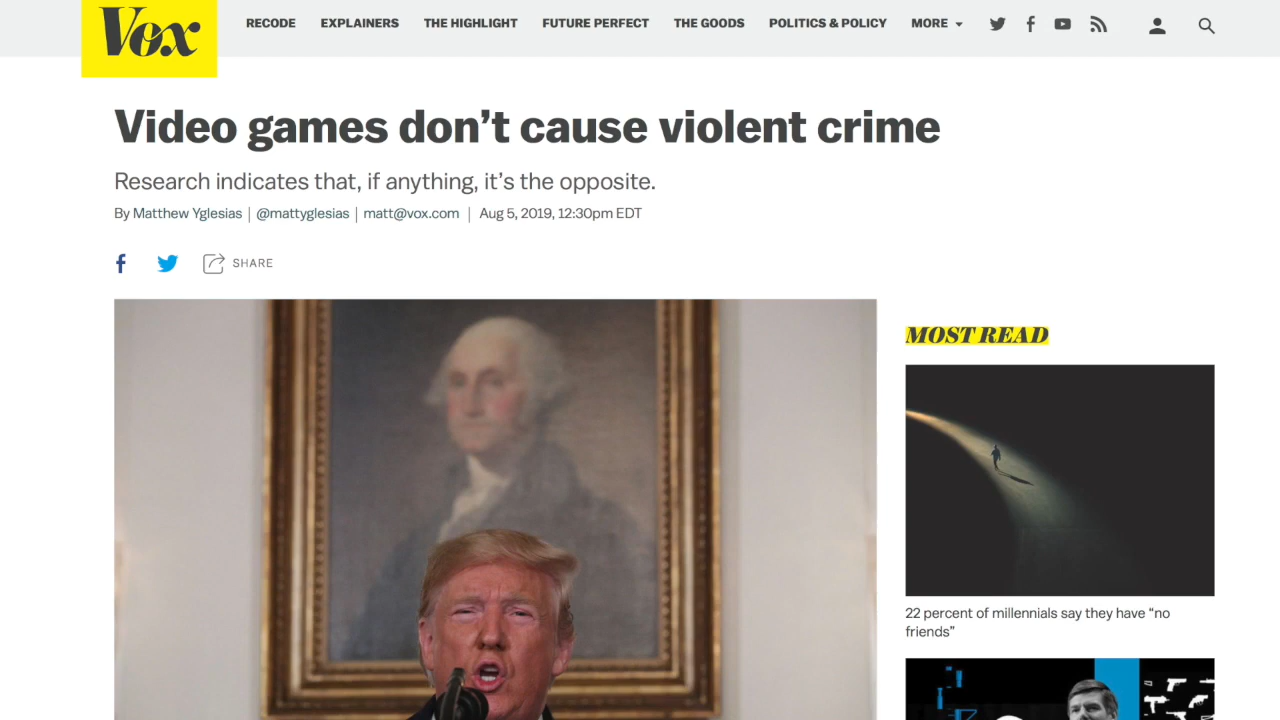 Vox
RECODE
EXPLAINERS
THE HIGHLIGHT
FUTURE PERFECT
THE GOODS
POLITICS & POLICY
MORE
Video games don’t cause violent crime
Research indicates that, if anything, it’s the opposite.
By Matthew Yglesias | @mattyglesias | matt@vox.com | Aug 5, 2019, 12:30pm EDT
SHARE
MOST READ
22 percent of millennials say they have “no
friends”